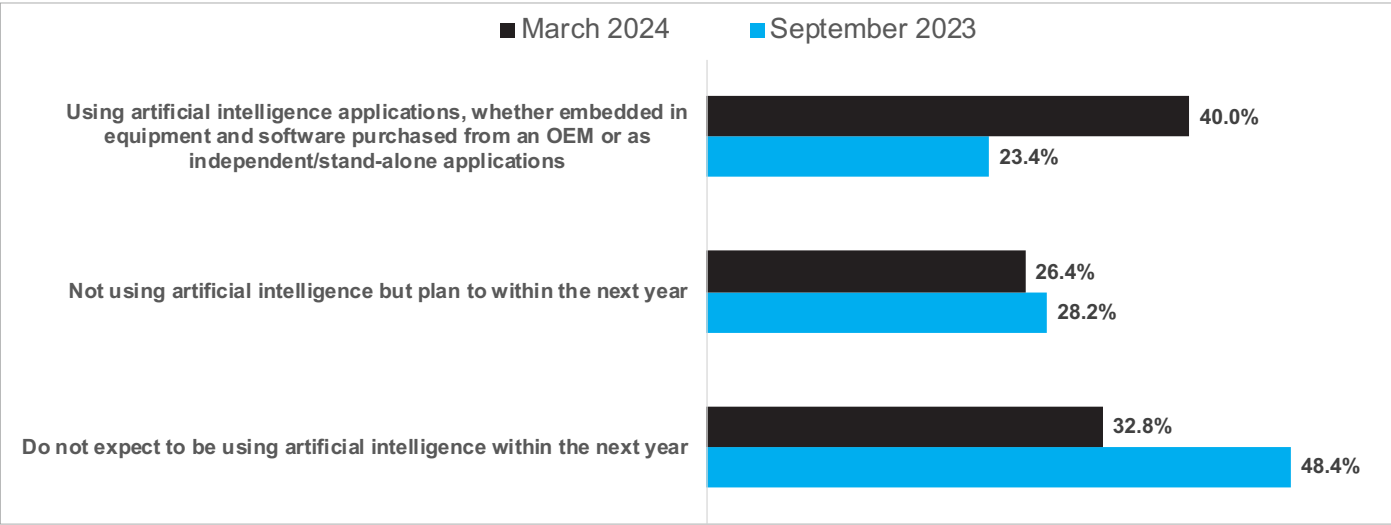 March 2024 September 2023
Using artificial intelligence applications, whether embedded in
equipment and software purchased from an OEM or as
independent/stand-alone applications
40.0%
23.4%
Not using artificial intelligence but plan to within the next year
26.4%
28.2%
Do not expect to be using artificial intelligence within the next year
32.8%
48.4%